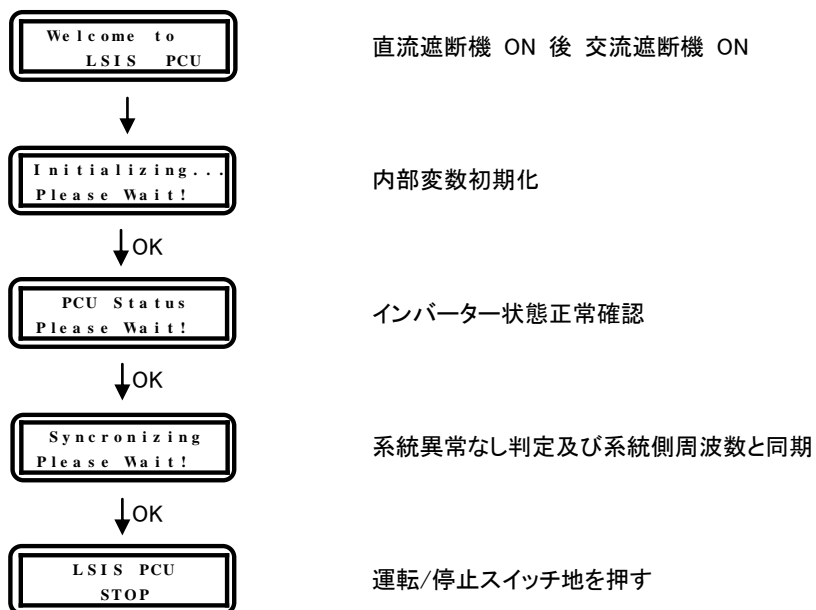 Welcome to
LSIS PCU
直流遮断機 ON 後 交流遮断機 ON
Initializing...
Please Wait!
内部変数初期化
OK
PCU Status
Please Wait!
インバーター状態正常確認
OK
Syncronizing
Please Wait!
系統異常なし判定及び系統側周波数と同期
OK
LSIS PCU
STOP
運転/停止スイッチ地を押す